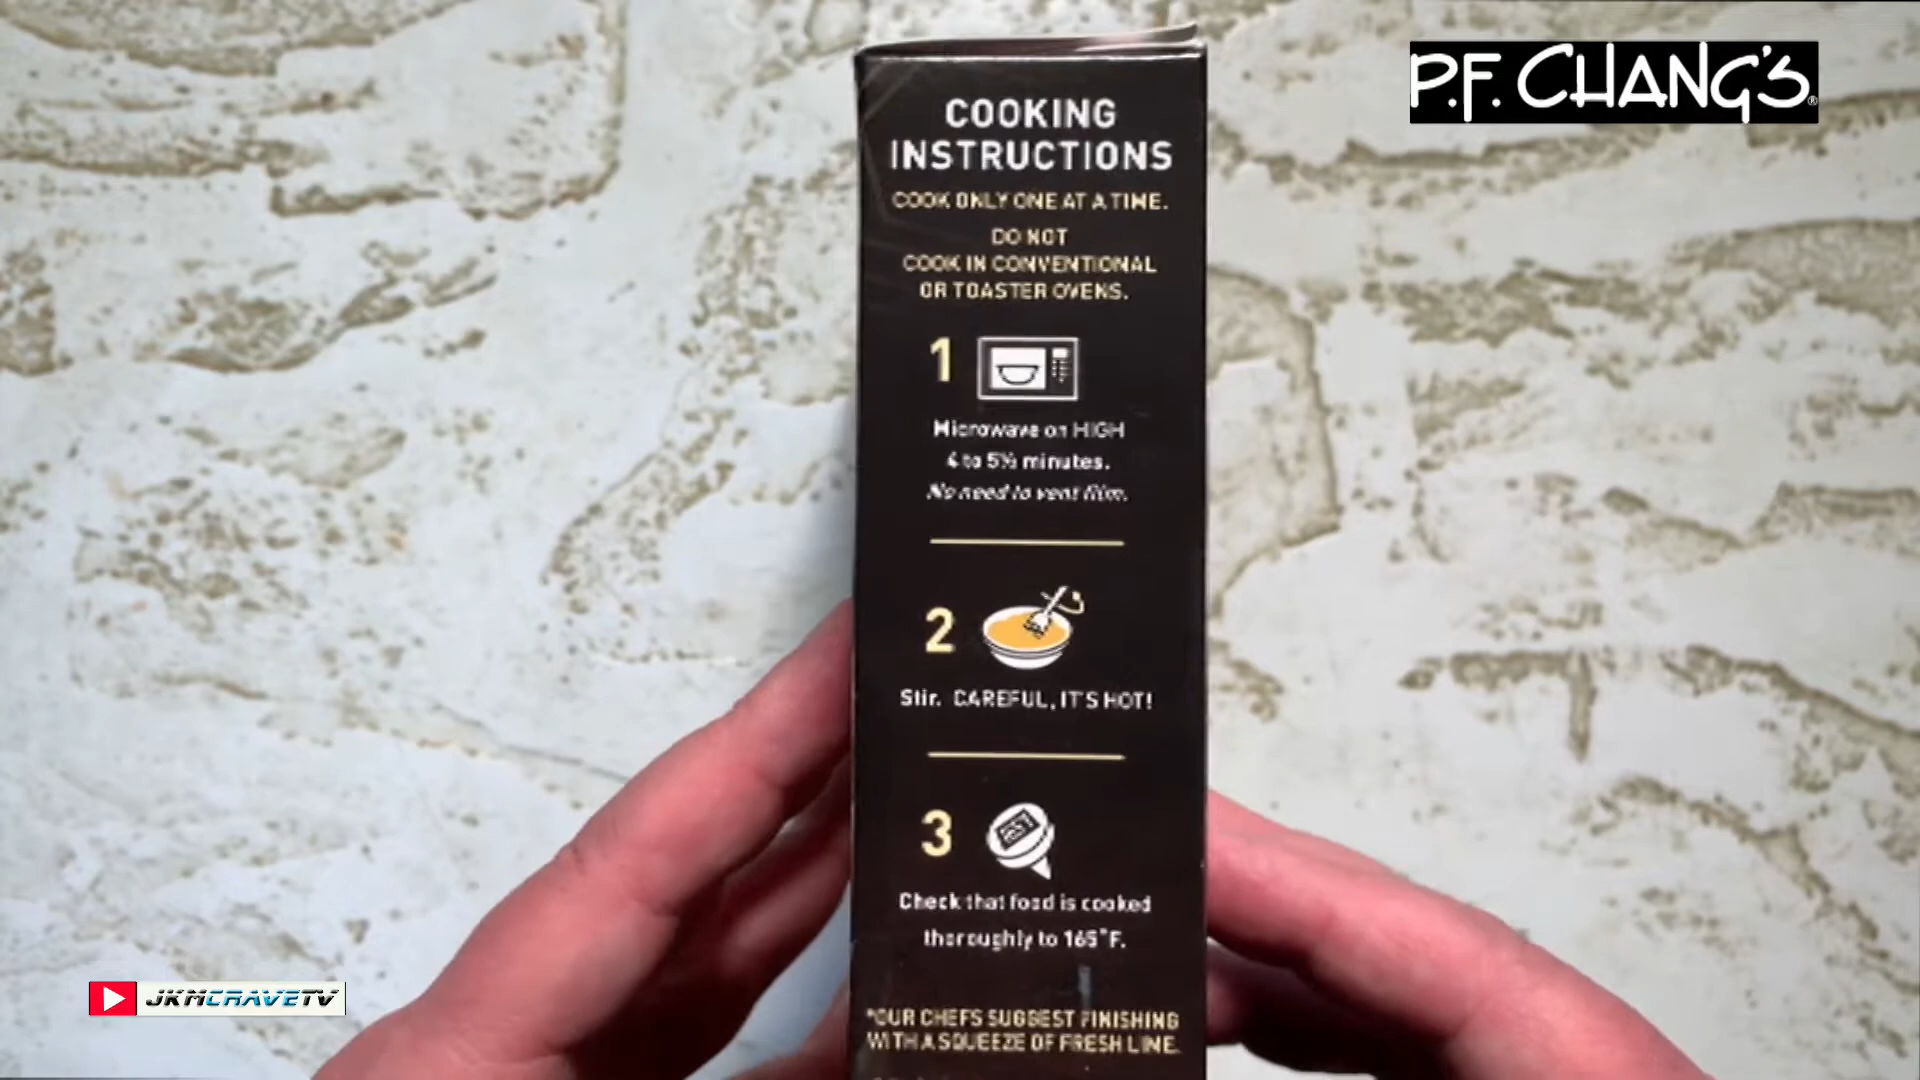 P.F. CHANG'S®
COOKING
INSTRUCTIONS
COOK ONLY ONE AT A TIME.
DO NOT
COOK IN CONVENTIONAL
OR TOASTER OVENS.
1
Microwave on HIGH
4 to 5½ minutes.
No need to vent film.
2
Stir. CAREFUL, IT'S HOT!
3
Check that food is cooked
thoroughly to 165°F.
*OUR CHEFS SUGGEST FINISHING
WITH A SQUEEZE OF FRESH LIME.
JKMCRAVETV